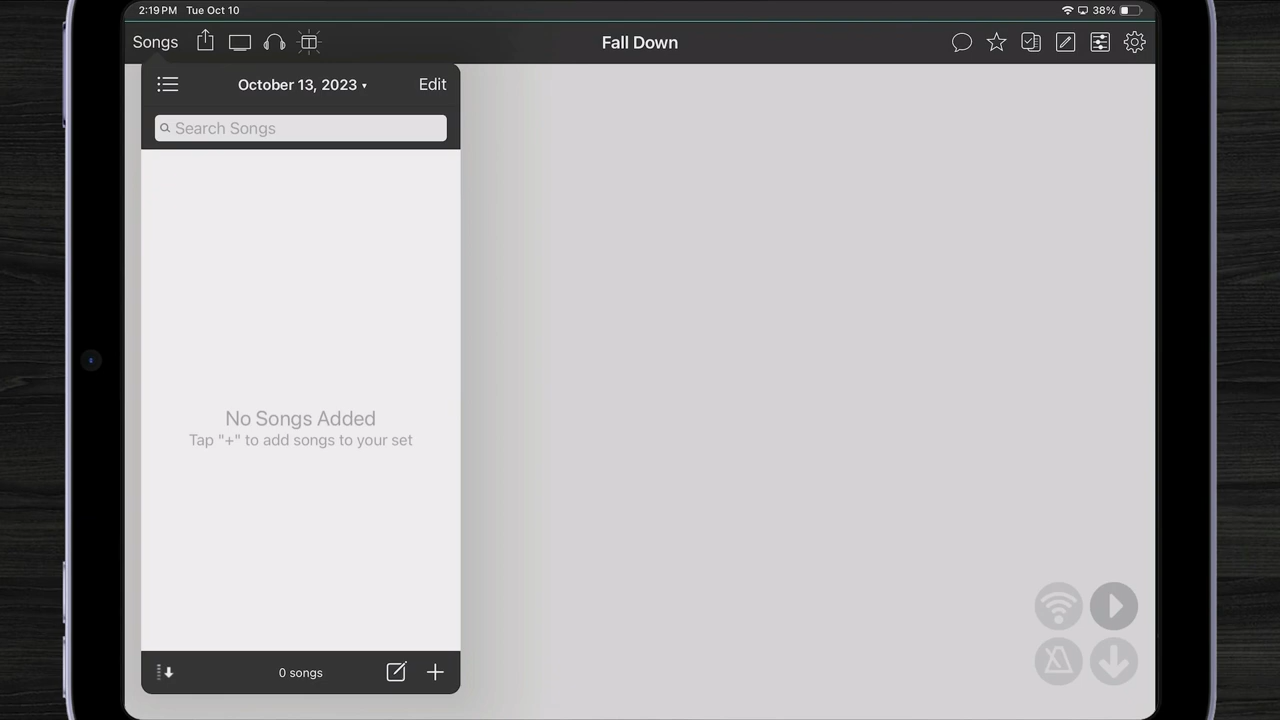 2:19 PM Tue Oct 10
38%
Songs
Fall Down
October 13, 2023 ▾
Edit
Search Songs
No Songs Added
Tap "+" to add songs to your set
0 songs